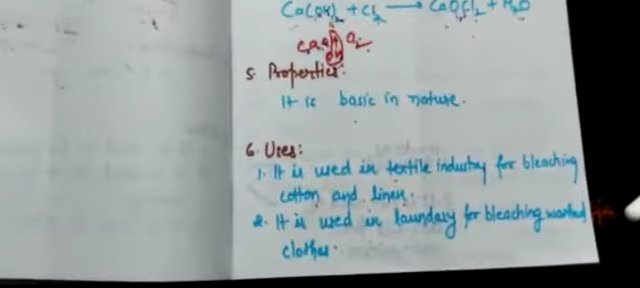 Ca(OH)2 + Cl2 → CaOCl2 + H2O
5. Properties:
It is basic in nature.
6. Uses:
1. It is used in textile industry for bleaching
cotton and linen.
2. It is used in laundry for bleaching washed
clothes.